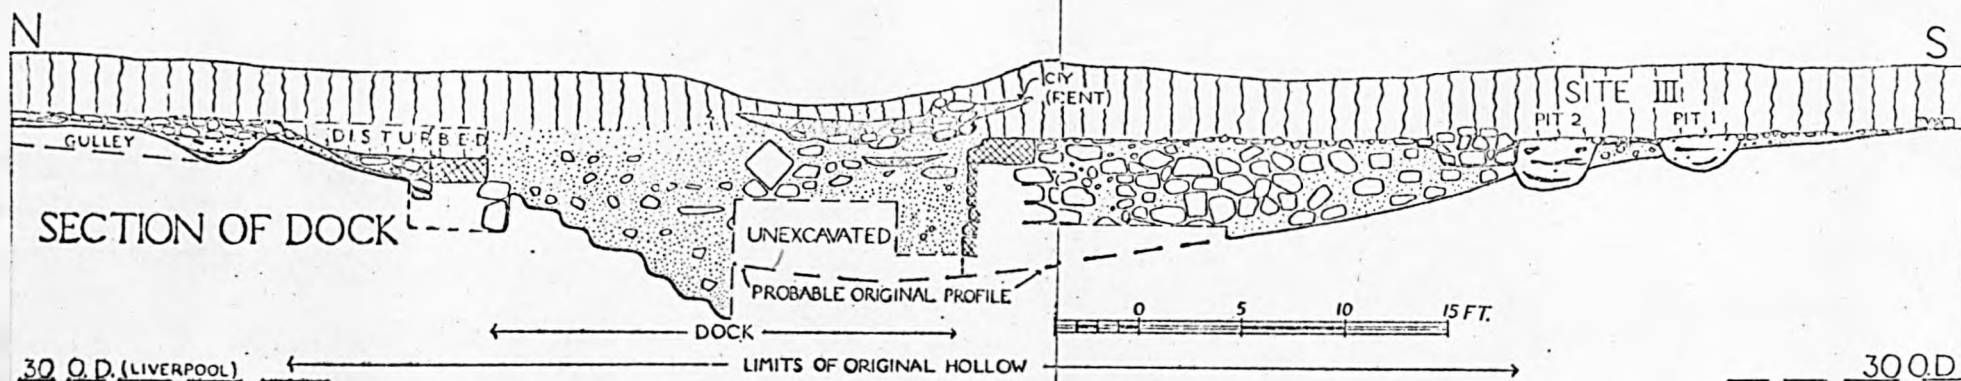 N
S
CIY
(RENT)
SITE III
PIT 2
PIT 1
DISTURBED
GULLEY
SECTION OF DOCK
UNEXCAVATED
PROBABLE ORIGINAL PROFILE
0 5 10 15 FT.
DOCK
LIMITS OF ORIGINAL HOLLOW
30 O.D. (LIVERPOOL)
30 O.D